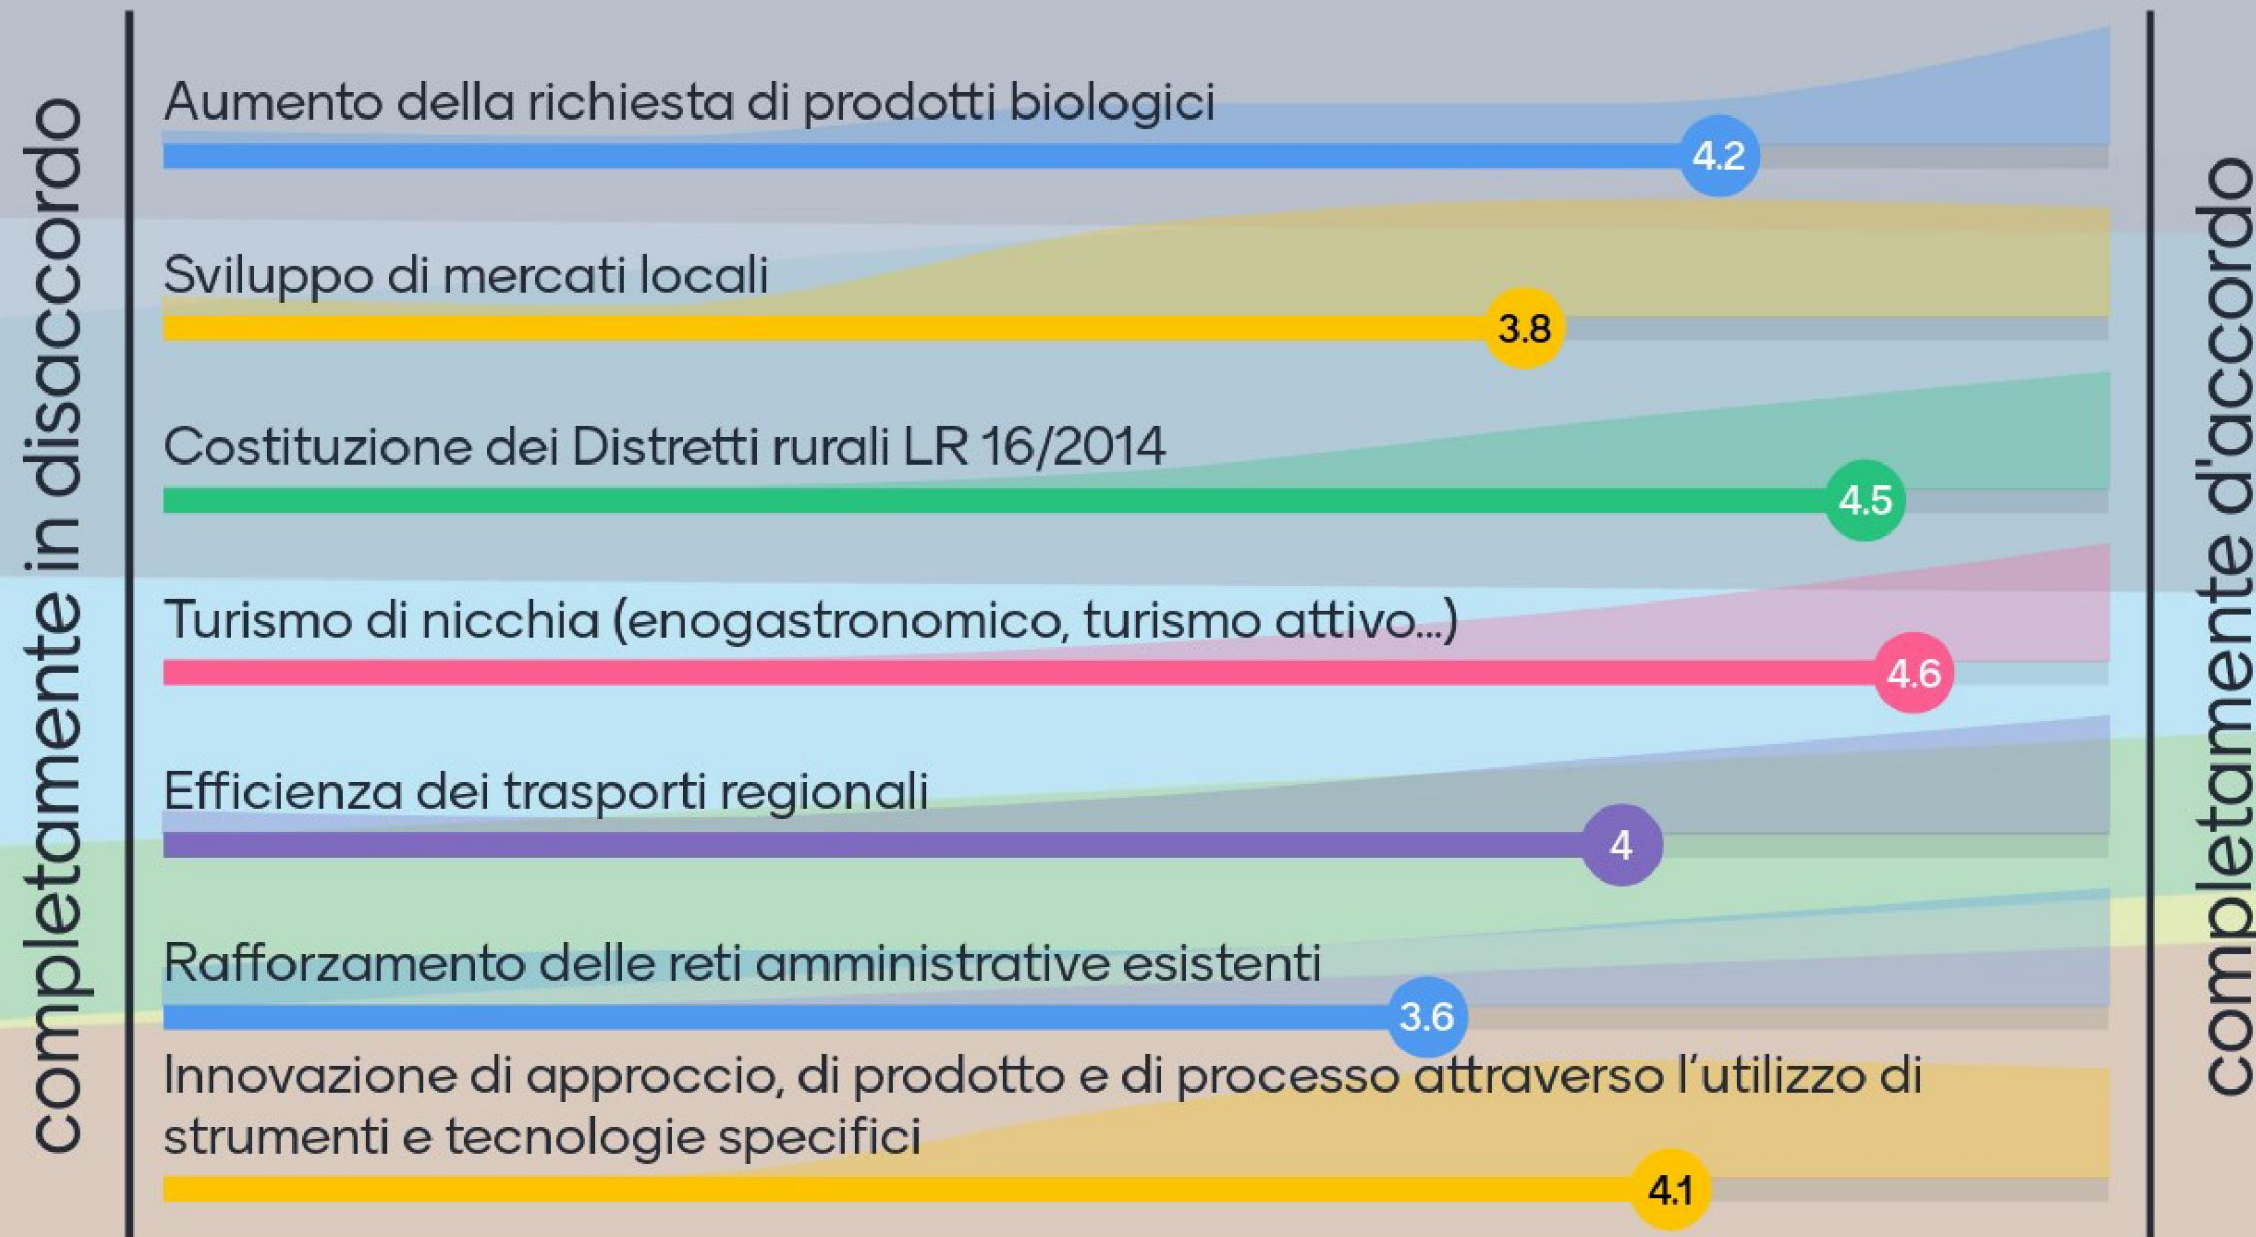 completamente in disaccordo
Aumento della richiesta di prodotti biologici
4.2
Sviluppo di mercati locali
3.8
Costituzione dei Distretti rurali LR 16/2014
4.5
Turismo di nicchia (enogastronomico, turismo attivo...)
4.6
Efficienza dei trasporti regionali
4
Rafforzamento delle reti amministrative esistenti
3.6
Innovazione di approccio, di prodotto e di processo attraverso l'utilizzo di
strumenti e tecnologie specifici
4.1
completamente d'accordo